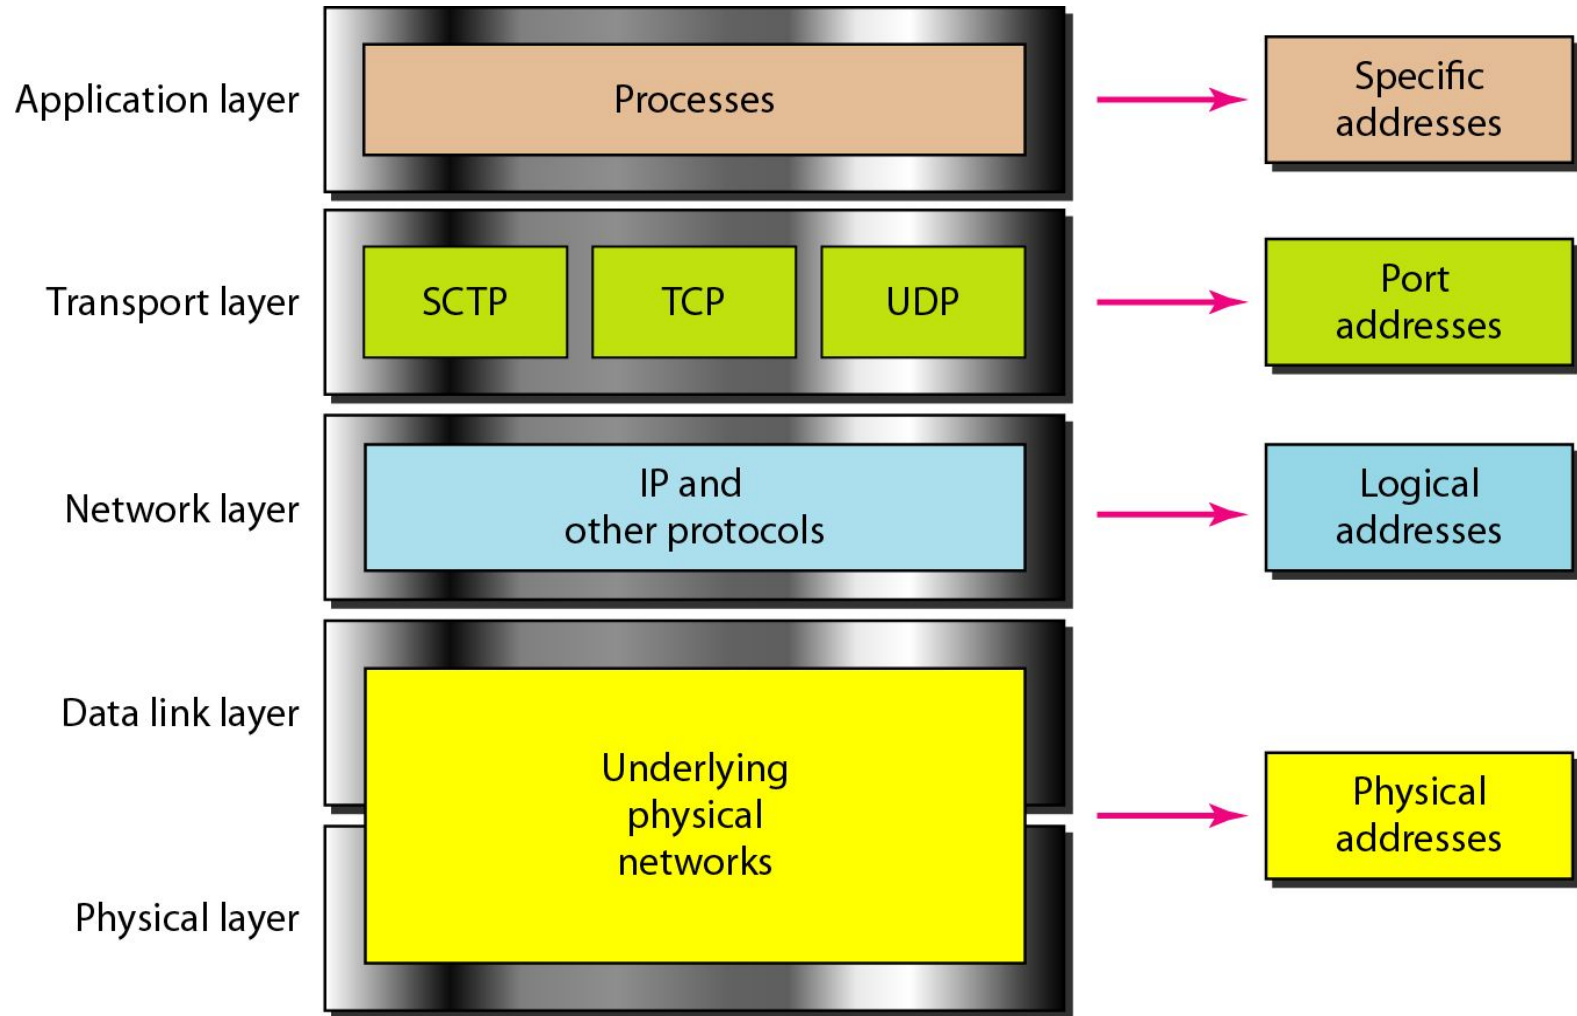 Application layer
Processes
Specific
addresses
Transport layer
SCTP
TCP
UDP
Port
addresses
Network layer
IP and
other protocols
Logical
addresses
Data link layer
Underlying
physical
networks
Physical
addresses
Physical layer